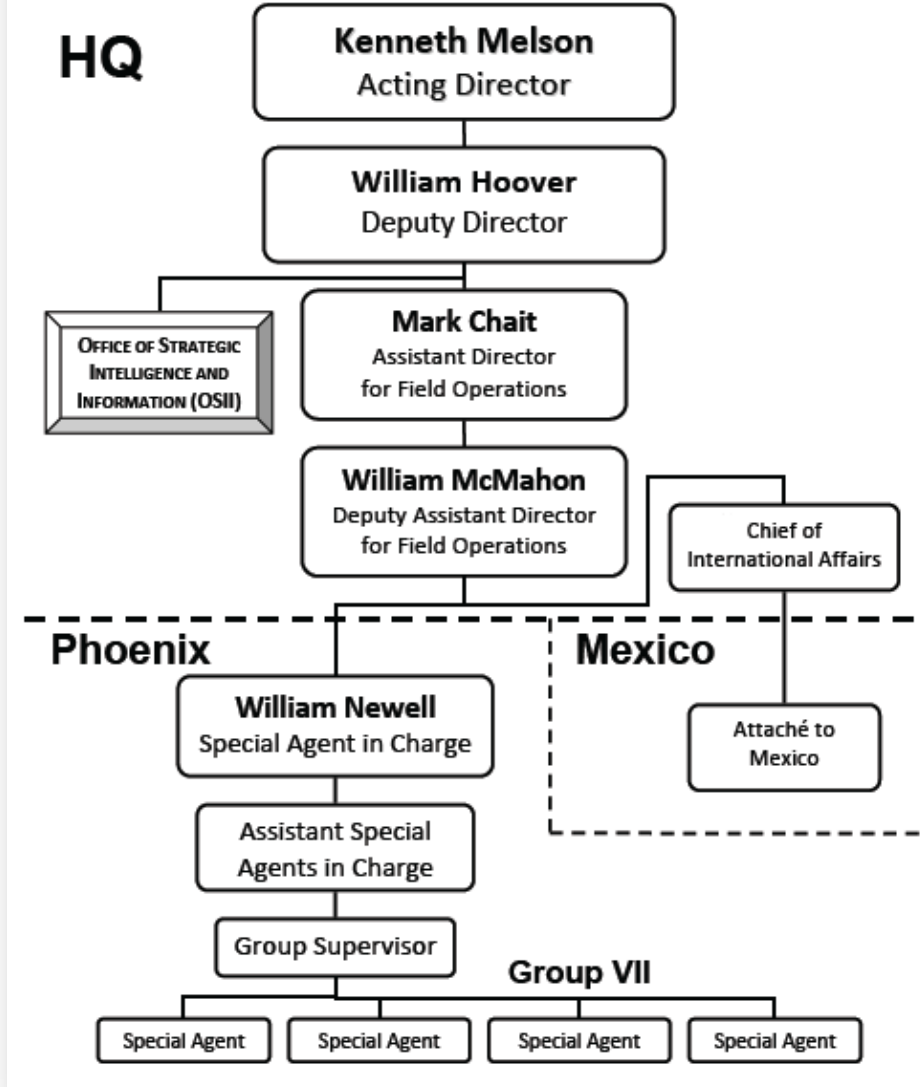 HQ
Kenneth Melson
Acting Director
William Hoover
Deputy Director
OFFICE OF STRATEGIC
INTELLIGENCE AND
INFORMATION (OSII)
Mark Chait
Assistant Director
for Field Operations
William McMahon
Deputy Assistant Director
for Field Operations
Chief of
International Affairs
Phoenix
Mexico
William Newell
Special Agent in Charge
Attaché to
Mexico
Assistant Special
Agents in Charge
Group Supervisor
Group VII
Special Agent
Special Agent
Special Agent
Special Agent